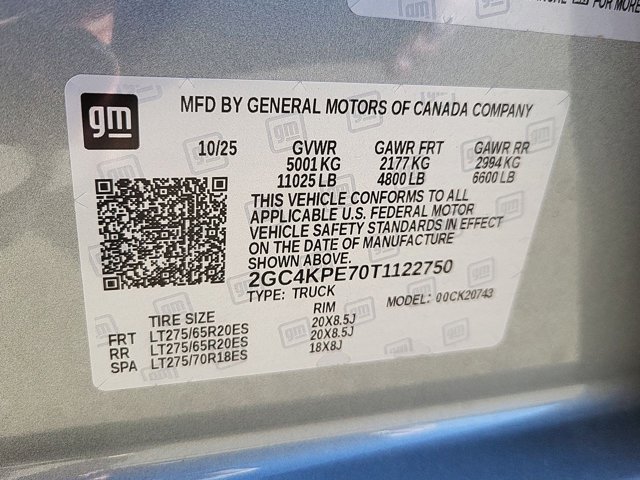 FOR MORE
gm
MFD BY GENERAL MOTORS OF CANADA COMPANY
10/25 GVWR GAWR FRT GAWR RR
5001 KG 2177 KG 2994 KG
11025 LB 4800 LB 6600 LB
THIS VEHICLE CONFORMS TO ALL
APPLICABLE U.S. FEDERAL MOTOR
VEHICLE SAFETY STANDARDS IN EFFECT
ON THE DATE OF MANUFACTURE
SHOWN ABOVE.
2GC4KPE70T1122750
TYPE: TRUCK MODEL: 00CK20743
TIRE SIZE RIM
FRT LT275/65R20ES 20X8.5J
RR LT275/65R20ES 20X8.5J
SPA LT275/70R18ES 18X8J